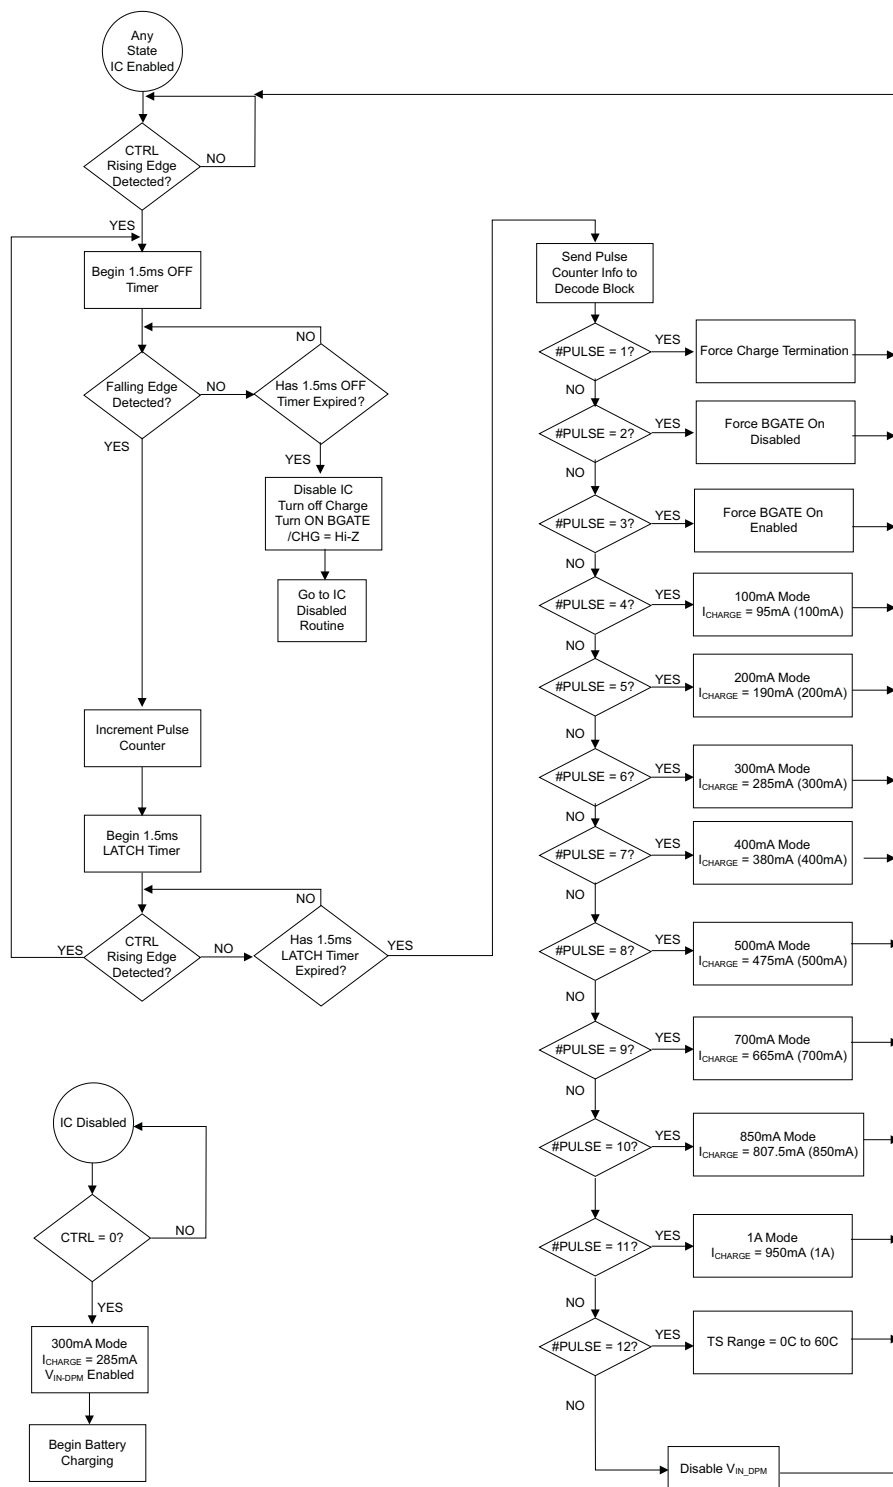 Any
State
IC Enabled
CTRL
Rising Edge
Detected?
NO
YES
Begin 1.5ms OFF
Timer
NO
Falling Edge
Detected?
NO
Has 1.5ms OFF
Timer Expired?
YES
YES
Disable IC
Turn off Charge
Turn ON BGATE
/CHG = Hi-Z
Go to IC
Disabled
Routine
Increment Pulse
Counter
Begin 1.5ms
LATCH Timer
NO
YES
CTRL
Rising Edge
Detected?
NO
Has 1.5ms
LATCH Timer
Expired?
YES
IC Disabled
CTRL = 0?
NO
YES
300mA Mode
ICHARGE = 285mA
VIN-DPM Enabled
Begin Battery
Charging
Send Pulse
Counter Info to
Decode Block
#PULSE = 1?
YES
Force Charge Termination
NO
#PULSE = 2?
YES
Force BGATE On
Disabled
NO
#PULSE = 3?
YES
Force BGATE On
Enabled
NO
#PULSE = 4?
YES
100mA Mode
ICHARGE = 95mA (100mA)
NO
#PULSE = 5?
YES
200mA Mode
ICHARGE = 190mA (200mA)
NO
#PULSE = 6?
YES
300mA Mode
ICHARGE = 285mA (300mA)
NO
#PULSE = 7?
YES
400mA Mode
ICHARGE = 380mA (400mA)
NO
#PULSE = 8?
YES
500mA Mode
ICHARGE = 475mA (500mA)
NO
#PULSE = 9?
YES
700mA Mode
ICHARGE = 665mA (700mA)
NO
#PULSE = 10?
YES
850mA Mode
ICHARGE = 807.5mA (850mA)
NO
#PULSE = 11?
YES
1A Mode
ICHARGE = 950mA (1A)
NO
#PULSE = 12?
YES
TS Range = 0C to 60C
NO
Disable VIN_DPM